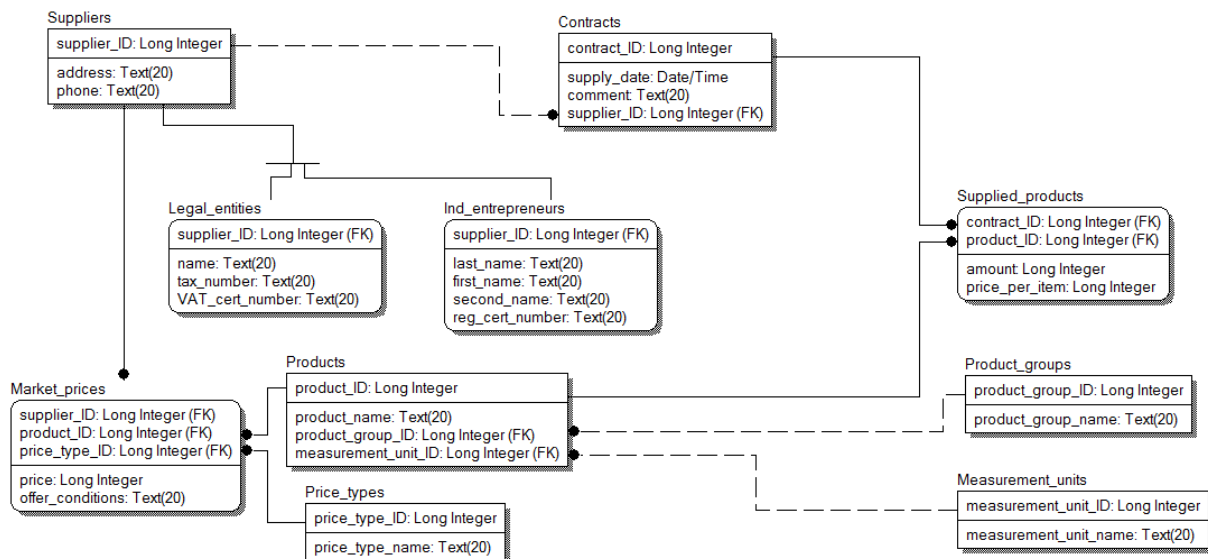 Suppliers
supplier_ID: Long Integer
address: Text(20)
phone: Text(20)
Contracts
contract_ID: Long Integer
supply_date: Date/Time
comment: Text(20)
supplier_ID: Long Integer (FK)
Legal_entities
supplier_ID: Long Integer (FK)
name: Text(20)
tax_number: Text(20)
VAT_cert_number: Text(20)
Ind_entrepreneurs
supplier_ID: Long Integer (FK)
last_name: Text(20)
first_name: Text(20)
second_name: Text(20)
reg_cert_number: Text(20)
Supplied_products
contract_ID: Long Integer (FK)
product_ID: Long Integer (FK)
amount: Long Integer
price_per_item: Long Integer
Market_prices
supplier_ID: Long Integer (FK)
product_ID: Long Integer (FK)
price_type_ID: Long Integer (FK)
price: Long Integer
offer_conditions: Text(20)
Products
product_ID: Long Integer
product_name: Text(20)
product_group_ID: Long Integer (FK)
measurement_unit_ID: Long Integer (FK)
Product_groups
product_group_ID: Long Integer
product_group_name: Text(20)
Price_types
price_type_ID: Long Integer
price_type_name: Text(20)
Measurement_units
measurement_unit_ID: Long Integer
measurement_unit_name: Text(20)